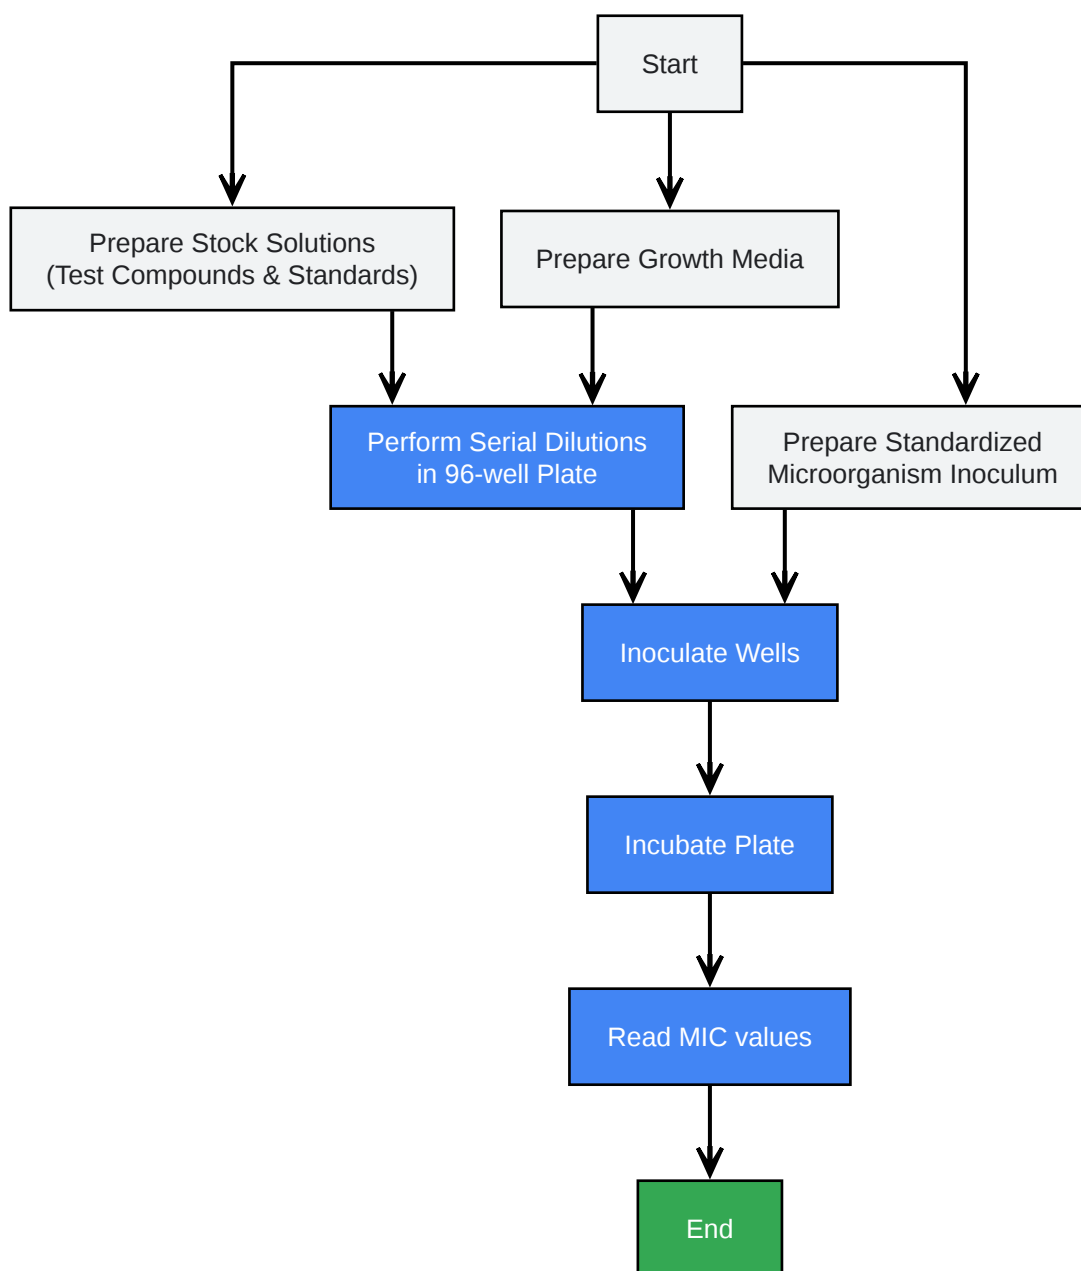 Start
Prepare Stock Solutions
(Test Compounds & Standards)
Prepare Growth Media
Perform Serial Dilutions
in 96-well Plate
Prepare Standardized
Microorganism Inoculum
Inoculate Wells
Incubate Plate
Read MIC values
End